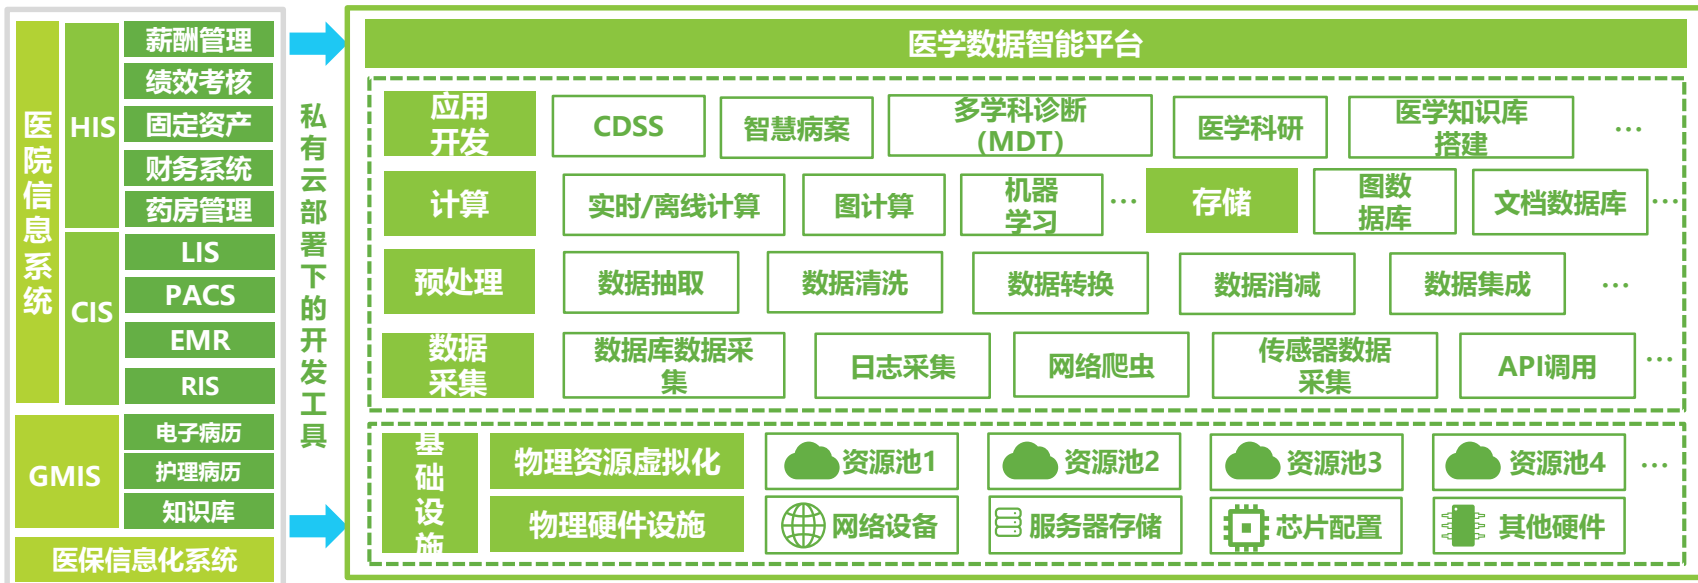 医院信息系统
HIS
薪酬管理
绩效考核
固定资产
财务系统
药房管理
CIS
LIS
PACS
EMR
RIS
GMIS
电子病历
护理病历
知识库
医保信息化系统
私有云部署下的开发工具
医学数据智能平台
应用
开发
CDSS
智慧病案
多学科诊断
（MDT）
医学科研
医学知识库
搭建
…
计算
实时/离线计算
图计算
机器
学习
…
存储
图数
据库
文档数据库
…
预处理
数据抽取
数据清洗
数据转换
数据消减
数据集成
…
数据
采集
数据库数据采
集
日志采集
网络爬虫
传感器数据
采集
API调用
…
基础设施
物理资源虚拟化
资源池1
资源池2
资源池3
资源池4
…
物理硬件设施
网络设备
服务器存储
芯片配置
其他硬件